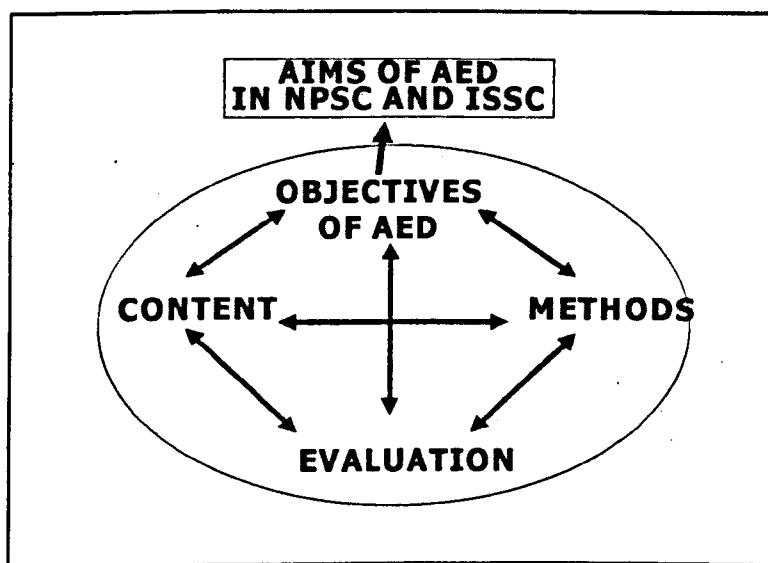 AIMS OF AED
IN NPSC AND ISSC
OBJECTIVES
OF AED
CONTENT
METHODS
EVALUATION